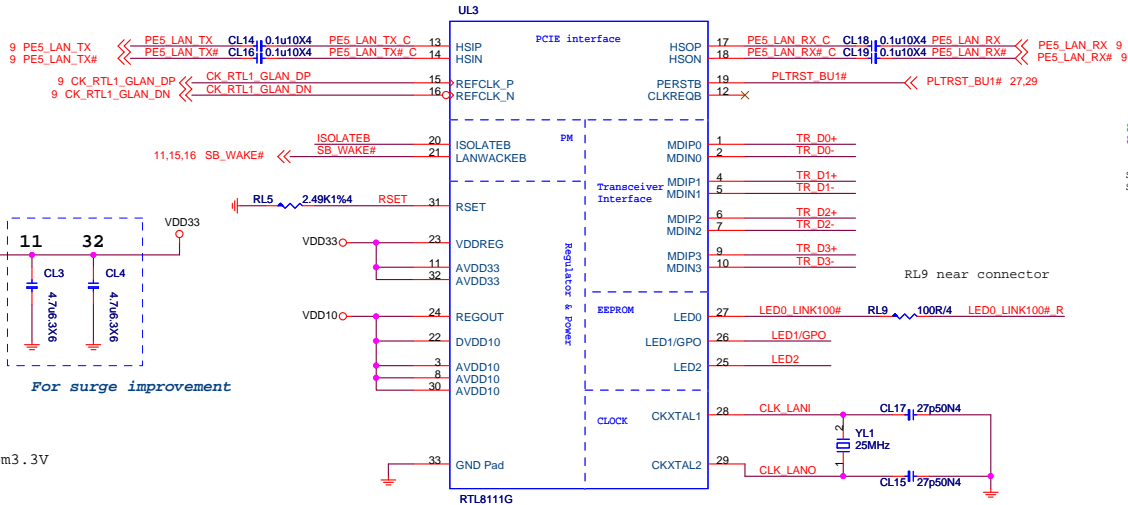 UL3
PCIE interface
9 PE5_LAN_TX PE5_LAN_TX CL14 0.1u10X4 PE5_LAN_TX_C 13 HSIP HSOP 17 PE5_LAN_RX_C CL18 0.1u10X4 PE5_LAN_RX PE5_LAN_RX 9
9 PE5_LAN_TX# PE5_LAN_TX# CL16 0.1u10X4 PE5_LAN_TX#_C 14 HSIN HSON 18 PE5_LAN_RX#_C CL19 0.1u10X4 PE5_LAN_RX# PE5_LAN_RX# 9
9 CK_RTL1_GLAN_DP CK_RTL1_GLAN_DP 15 REFCLK_P PERSTB 19 PLTRST_BU1# PLTRST_BU1# 27,29
9 CK_RTL1_GLAN_DN CK_RTL1_GLAN_DN 16 REFCLK_N CLKREQB 12
PM
ISOLATEB 20 ISOLATEB MDIP0 1 TR_D0+
11,15,16 SB_WAKE# SB_WAKE# 21 LANWACKEB MDIN0 2 TR_D0-
Transceiver
Interface
MDIP1 4 TR_D1+
MDIN1 5 TR_D1-
RL5 2.49K1%4 RSET 31 RSET
MDIP2 6 TR_D2+
MDIN2 7 TR_D2-
VDD33
11 32
CL3 CL4
4.7u6.3X6 4.7u6.3X6
For surge improvement
VDD33 23 VDDREG MDIP3 9 TR_D3+
11 AVDD33 MDIN3 10 TR_D3-
32 AVDD33
Regulator & Power
RL9 near connector
EEPROM
VDD10 24 REGOUT LED0 27 LED0_LINK100# RL9 100R/4 LED0_LINK100#_R
22 DVDD10 LED1/GPO 26 LED1/GPO
3 AVDD10 LED2 25 LED2
8 AVDD10
30 AVDD10
CLOCK CKXTAL1 28 CLK_LANI CL17 27p50N4
2 YL1
25MHz
1
m3.3V
33 GND Pad CKXTAL2 29 CLK_LANO CL15 27p50N4
RTL8111G